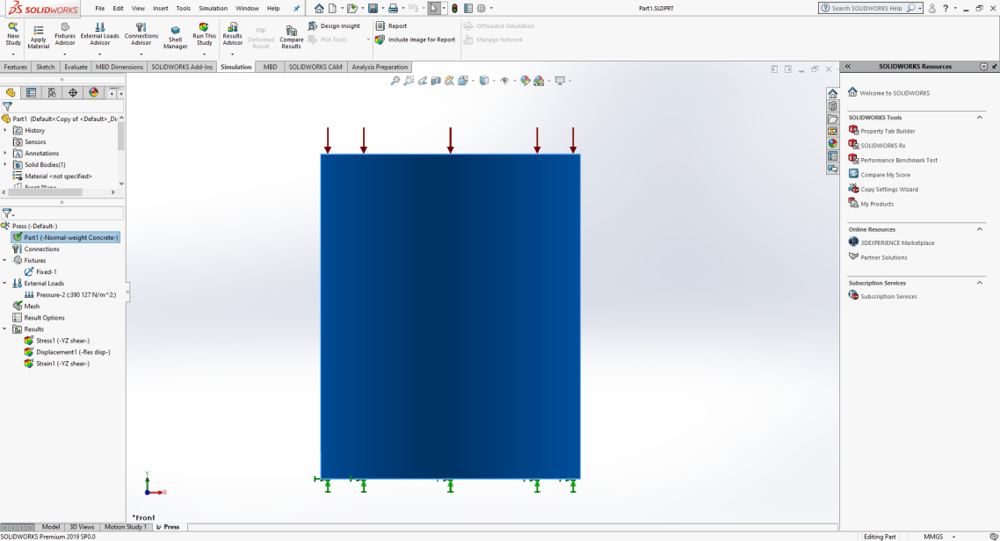 SOLIDWORKS File Edit View Insert Tools Simulation Window Help Part1.SLDPRT Search SOLIDWORKS Help
New Study
Apply Material
Fixtures Advisor
External Loads Advisor
Connections Advisor
Shell Manager
Run This Study
Results Advisor
Deformed Result
Compare Results
Design Insight
Plot Tools
Report
Include Image for Report
Offloaded Simulation
Manage Network
Features Sketch Evaluate MBD Dimensions SOLIDWORKS Add-Ins Simulation MBD SOLIDWORKS CAM Analysis Preparation
Part1 (Default<Copy of <Default>_Di
History
Sensors
Annotations
Solid Bodies(1)
Material <not specified>
Front Plane
Press (-Default-)
Part1 (-Normal-weight Concrete-)
Connections
Fixtures
Fixed-1
External Loads
Pressure-2 (:390 127 N/m^2:)
Mesh
Result Options
Results
Stress1 (-YZ shear-)
Displacement1 (-Res disp-)
Strain1 (-YZ shear-)
Y
X
*Front
SOLIDWORKS Resources
Welcome to SOLIDWORKS
SOLIDWORKS Tools
Property Tab Builder
SOLIDWORKS Rx
Performance Benchmark Test
Compare My Score
Copy Settings Wizard
My Products
Online Resources
3DEXPERIENCE Marketplace
Partner Solutions
Subscription Services
Subscription Services
Model 3D Views Motion Study 1 Press
SOLIDWORKS Premium 2019 SP0.0 Editing Part MMGS